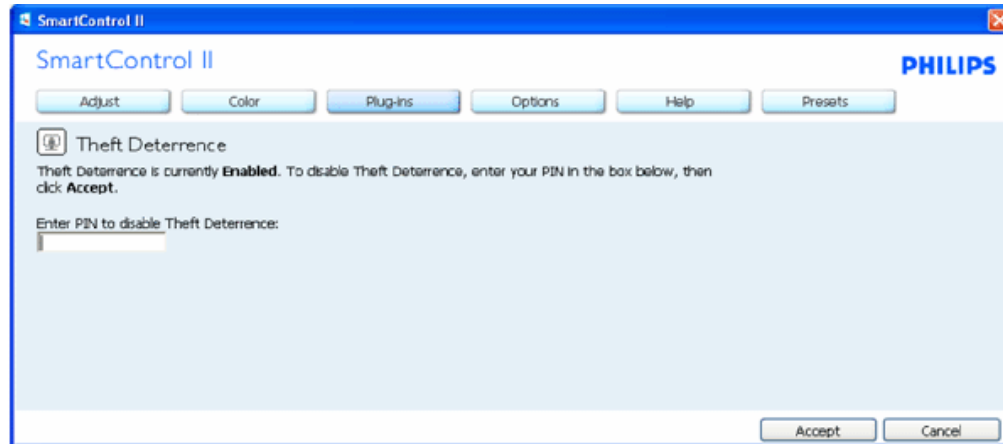 SmartControl II
SmartControl II
PHILIPS
Adjust Color Plug-ins Options Help Presets
Theft Deterrence
Theft Deterrence is currently Enabled. To disable Theft Deterrence, enter your PIN in the box below, then
click Accept.
Enter PIN to disable Theft Deterrence:
Accept Cancel